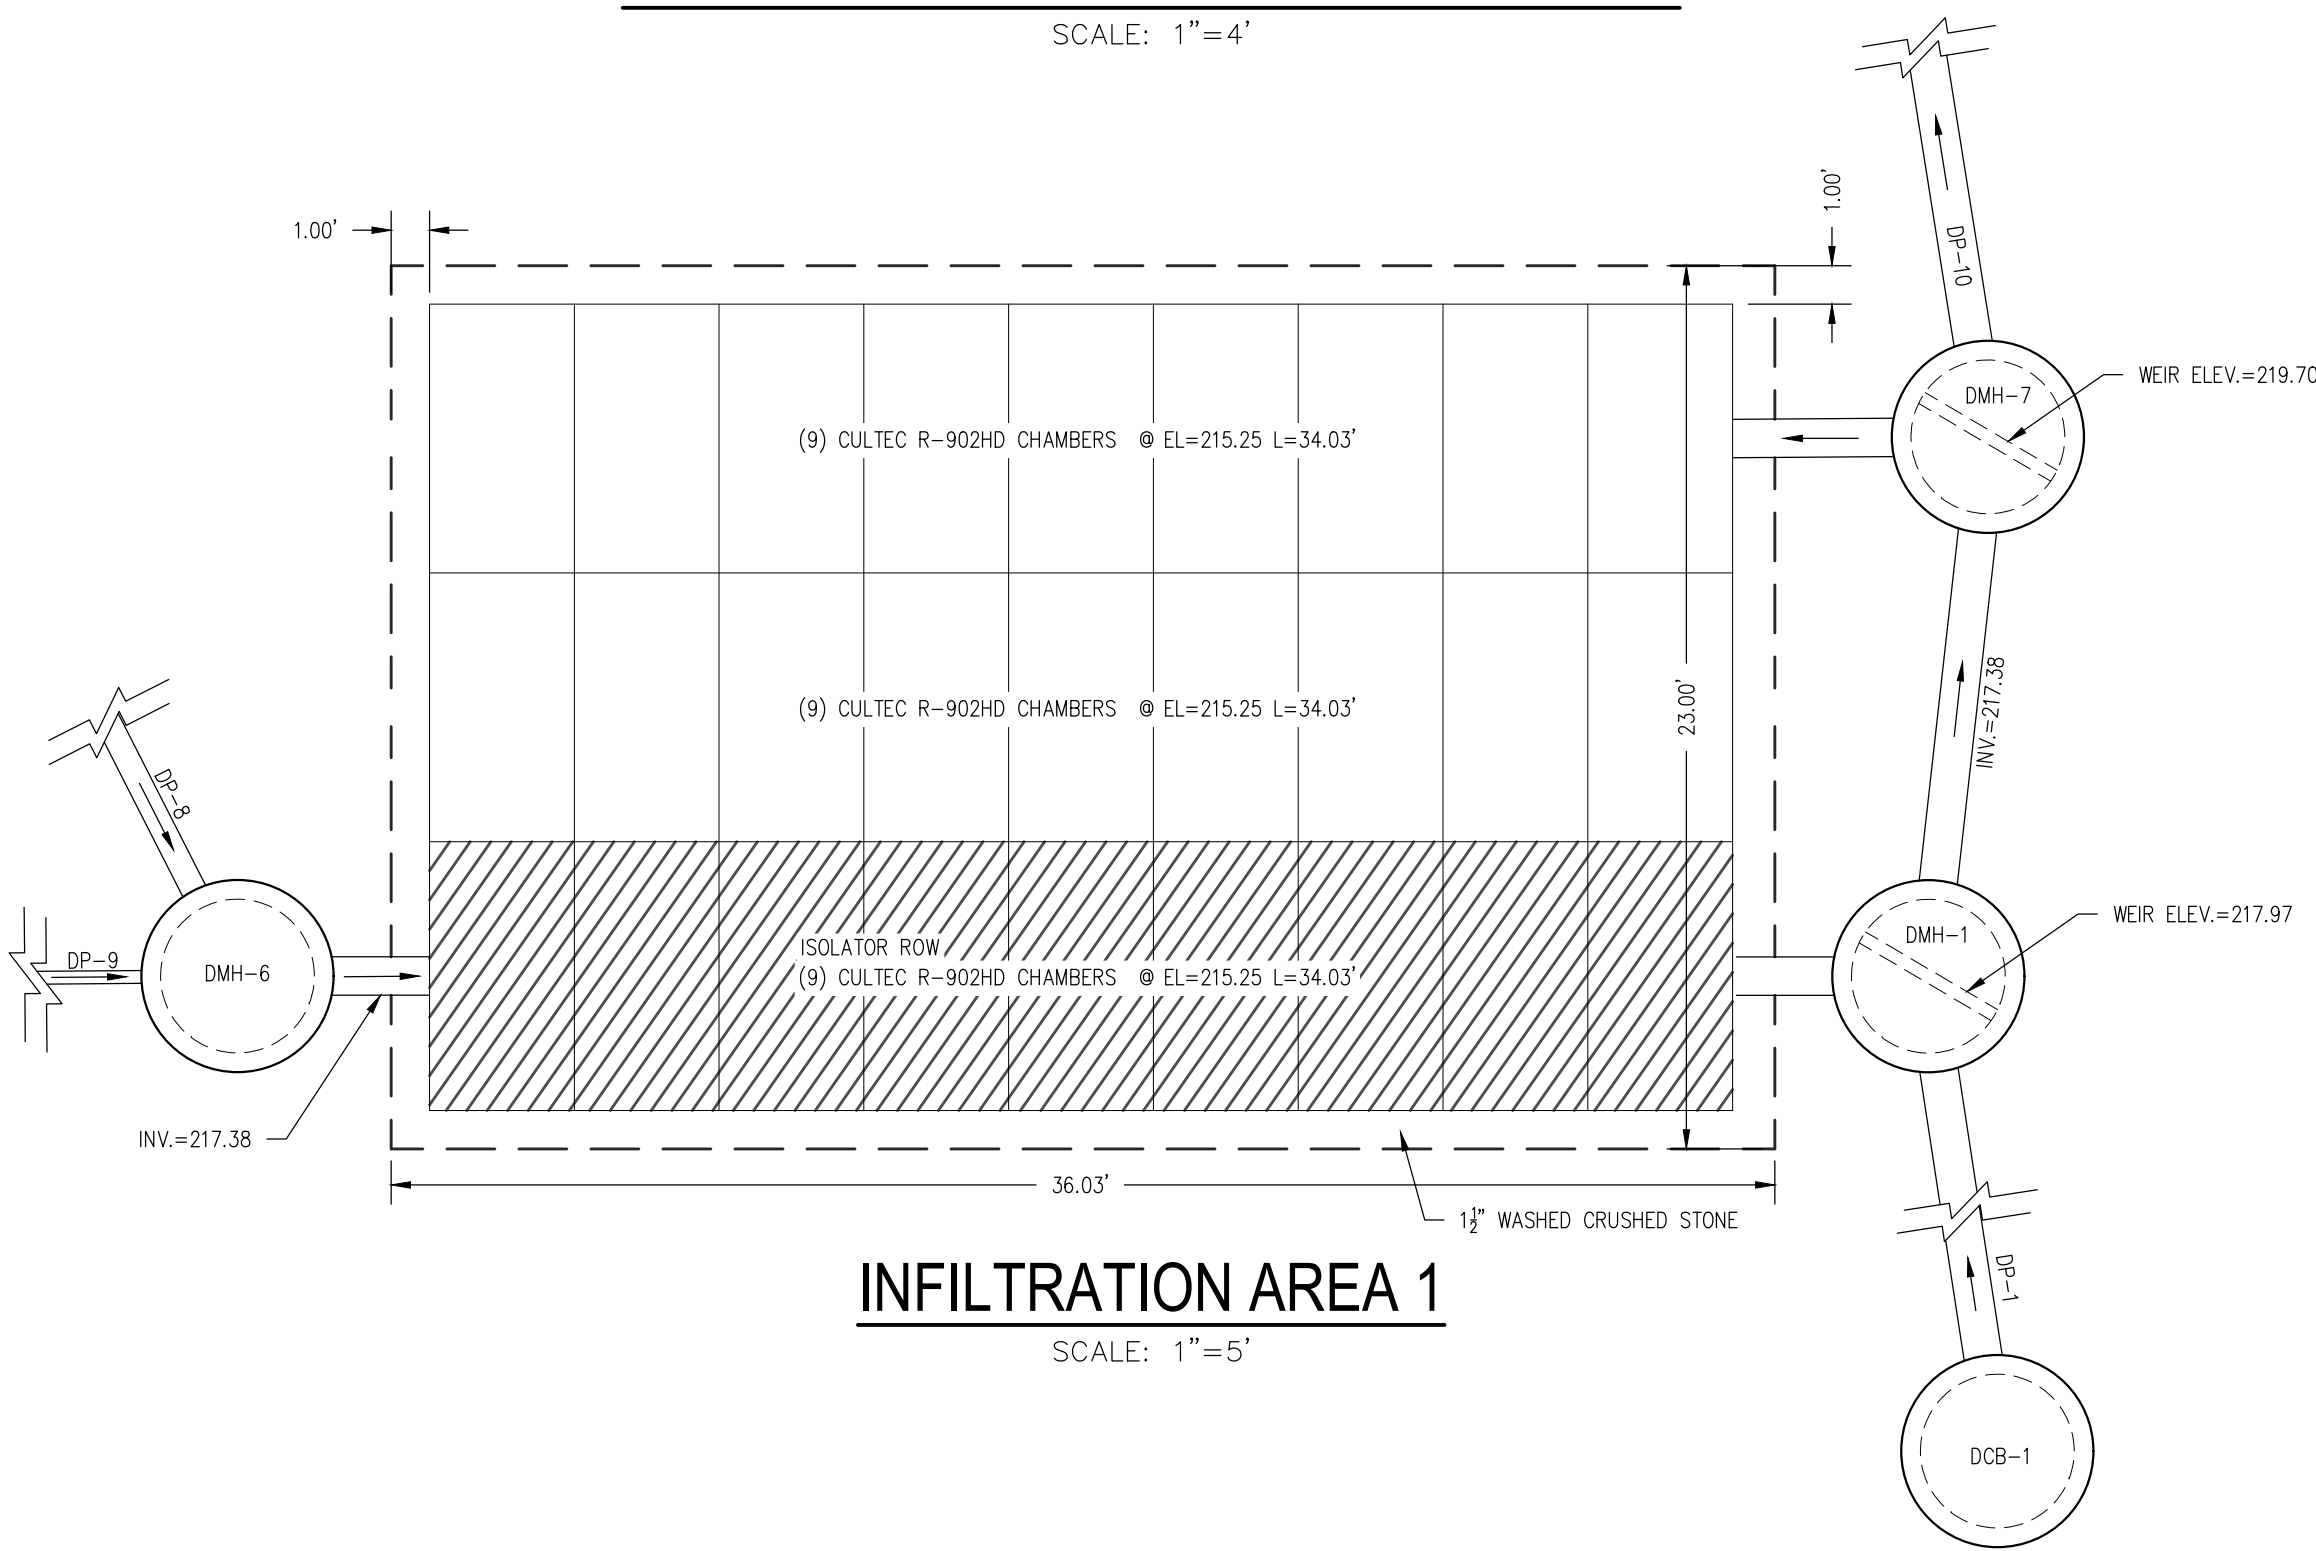 SCALE: 1"=4'
1.00'
1.00'
DP-10
WEIR ELEV.=219.70
DMH-7
(9) CULTEC R-902HD CHAMBERS @ EL=215.25 L=34.03'
(9) CULTEC R-902HD CHAMBERS @ EL=215.25 L=34.03'
23.00'
INV.=217.38
DP-8
WEIR ELEV.=217.97
DMH-1
ISOLATOR ROW
(9) CULTEC R-902HD CHAMBERS @ EL=215.25 L=34.03'
DP-9
DMH-6
INV.=217.38
36.03'
1½" WASHED CRUSHED STONE
INFILTRATION AREA 1
SCALE: 1"=5'
DP-1
DCB-1